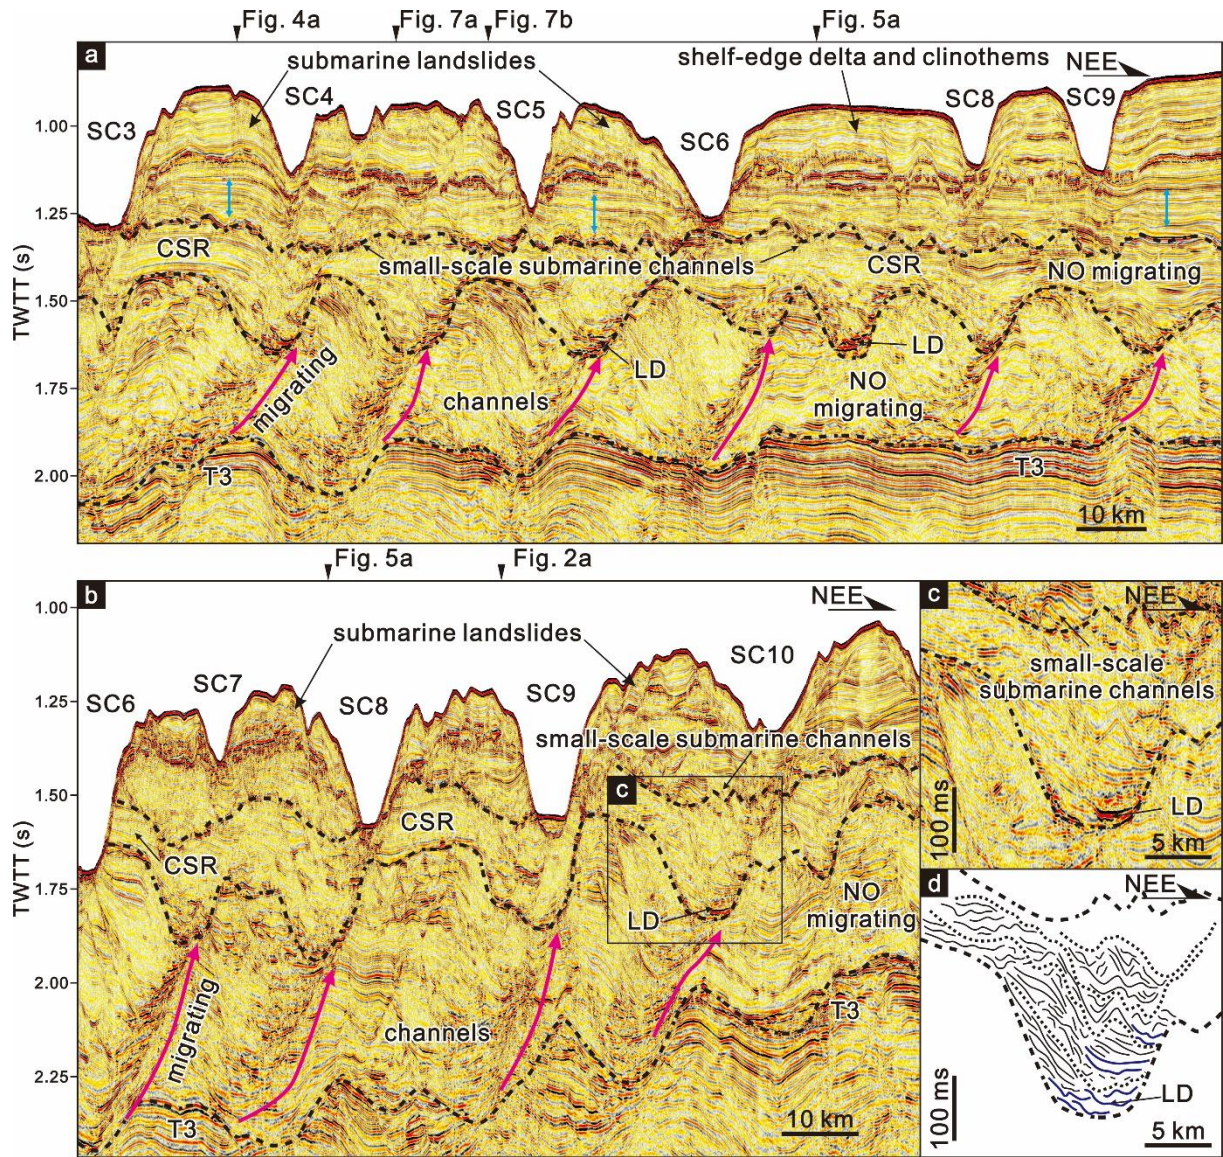 Fig. 4a
Fig. 7a
Fig. 7b
Fig. 5a
a
submarine landslides
shelf-edge delta and clinothems
NEE
SC3
SC4
SC5
SC6
SC8
SC9
1.00
1.25
1.50
1.75
2.00
TWTT (s)
CSR
small-scale submarine channels
CSR
NO migrating
LD
LD
migrating
channels
NO
migrating
T3
T3
10 km
Fig. 5a
Fig. 2a
b
submarine landslides
NEE
SC6
SC7
SC8
SC9
SC10
1.00
1.25
1.50
1.75
2.00
2.25
TWTT (s)
small-scale submarine channels
c
CSR
CSR
LD
NO
migrating
migrating
channels
T3
T3
10 km
c
NEE
small-scale
submarine channels
LD
100 ms
5 km
d
NEE
LD
100 ms
5 km